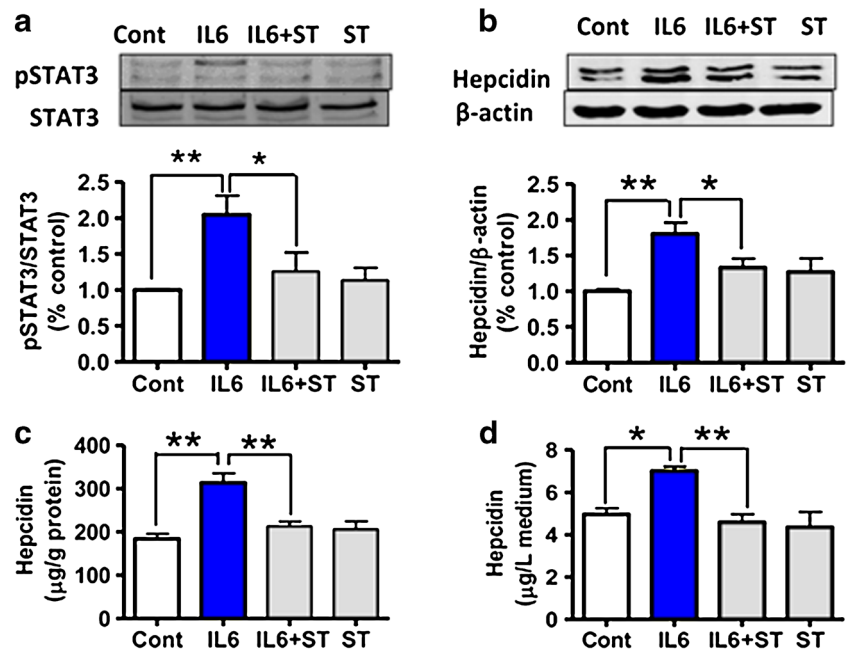 a
Cont IL6 IL6+ST ST
pSTAT3
STAT3
** *
pSTAT3/STAT3
(% control)
2.5
2.0
1.5
1.0
0.5
0.0
Cont IL6 IL6+ST ST
b
Cont IL6 IL6+ST ST
Hepcidin
β-actin
** *
Hepcidin/β-actin
(% control)
2.5
2.0
1.5
1.0
0.5
0.0
Cont IL6 IL6+ST ST
c
** **
Hepcidin
(µg/g protein)
400
300
200
100
0
Cont IL6 IL6+ST ST
d
* **
Hepcidin
(µg/L medium)
8
6
4
2
0
Cont IL6 IL6+ST ST